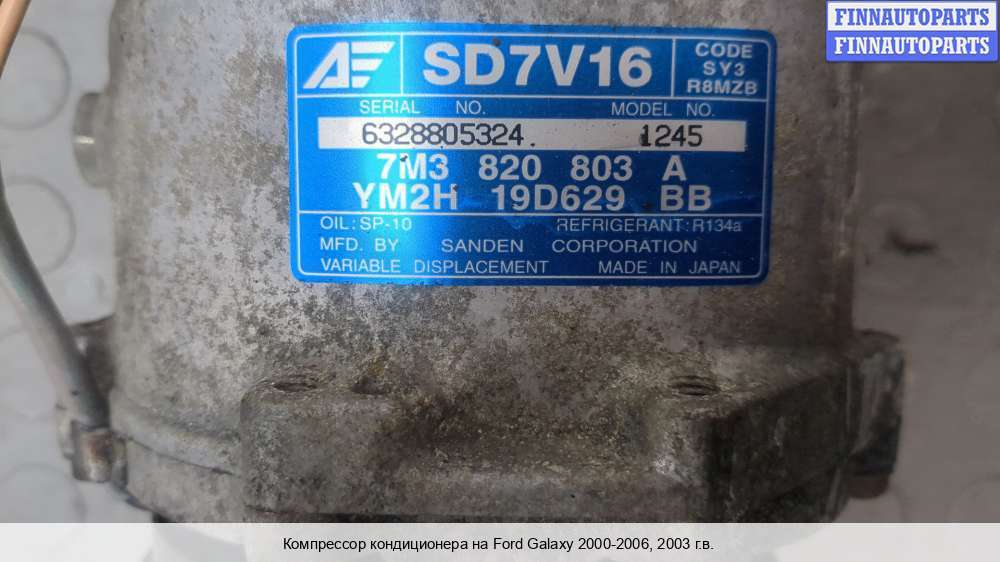 FINNAUTOPARTS
FINNAUTOPARTS
SD7V16
CODE
SY3
R8MZB
SERIAL NO. MODEL NO.
6328805324. 1245
7M3 820 803 A
YM2H 19D629 BB
OIL: SP-10 REFRIGERANT: R134a
MFD. BY SANDEN CORPORATION
VARIABLE DISPLACEMENT MADE IN JAPAN
Компрессор кондиционера на Ford Galaxy 2000-2006, 2003 г.в.